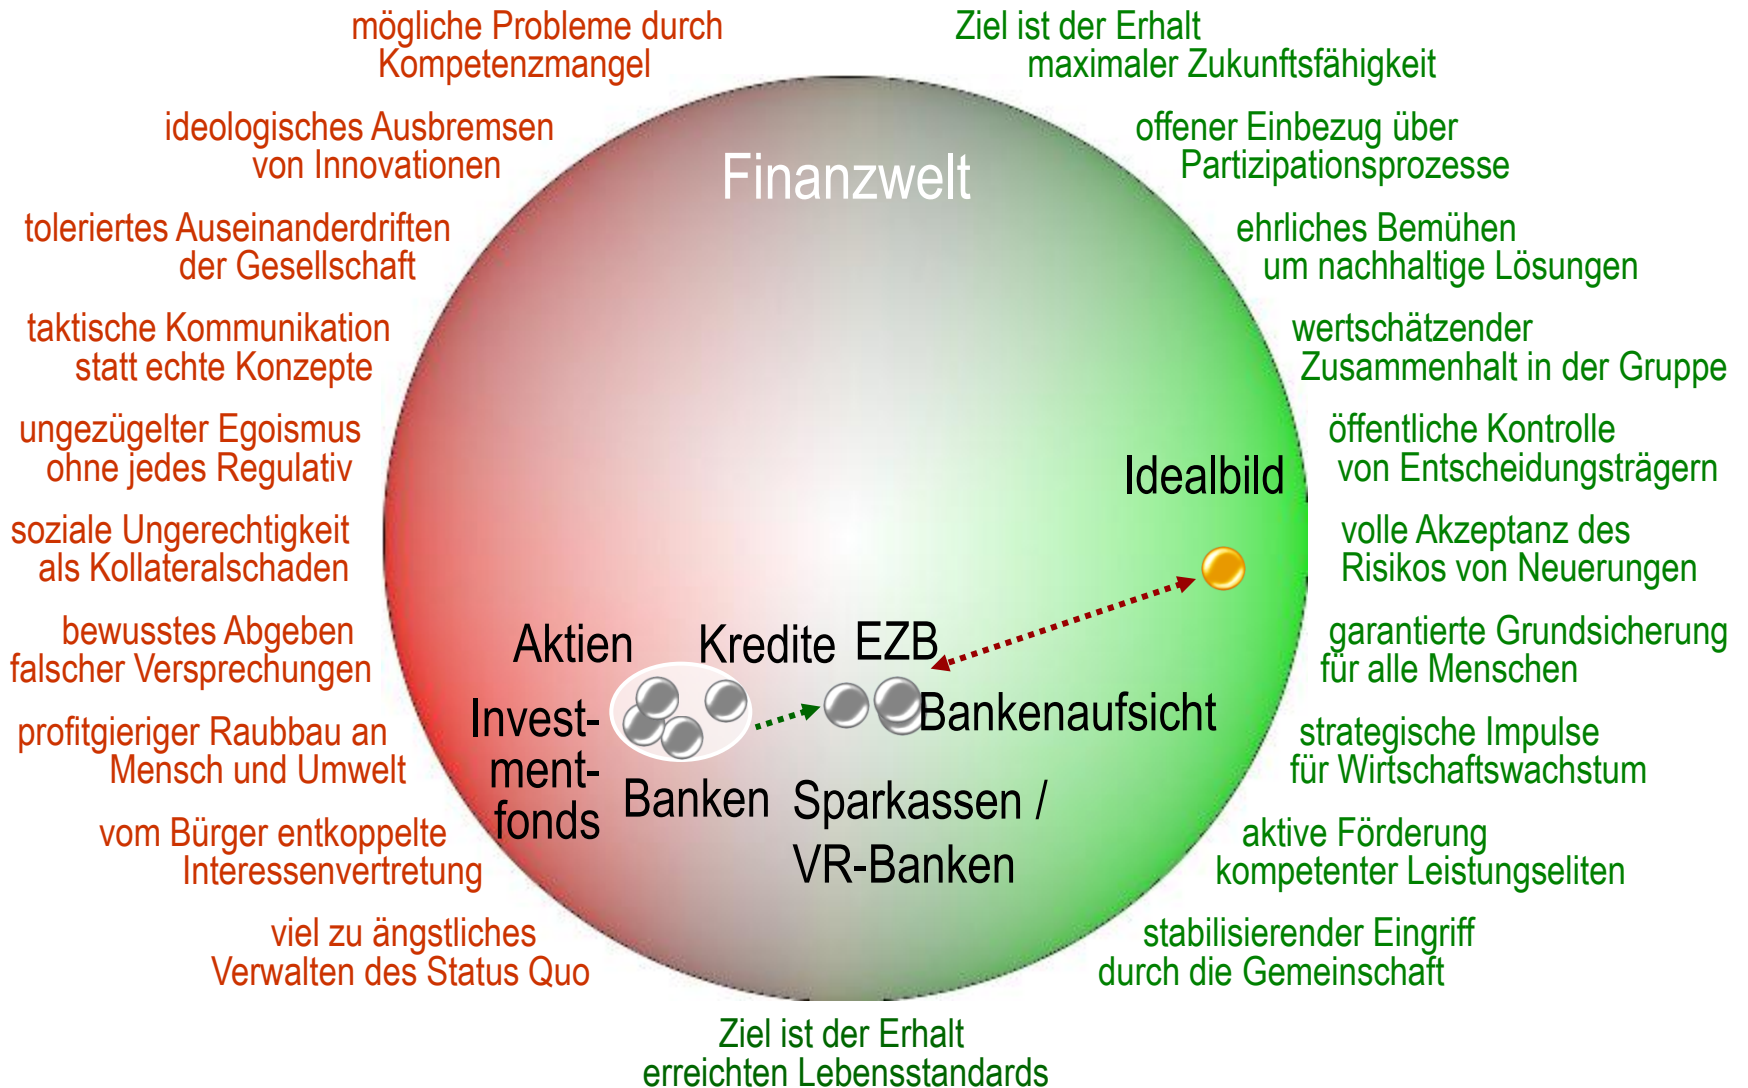 mögliche Probleme durch
Kompetenzmangel
ideologisches Ausbremsen
von Innovationen
toleriertes Auseinanderdriften
der Gesellschaft
taktische Kommunikation
statt echte Konzepte
ungezügelter Egoismus
ohne jedes Regulativ
soziale Ungerechtigkeit
als Kollateralschaden
bewusstes Abgeben
falscher Versprechungen
profitgieriger Raubbau an
Mensch und Umwelt
vom Bürger entkoppelte
Interessenvertretung
viel zu ängstliches
Verwalten des Status Quo
Ziel ist der Erhalt
maximaler Zukunftsfähigkeit
offener Einbezug über
Partizipationsprozesse
ehrliches Bemühen
um nachhaltige Lösungen
wertschätzender
Zusammenhalt in der Gruppe
öffentliche Kontrolle
von Entscheidungsträgern
volle Akzeptanz des
Risikos von Neuerungen
garantierte Grundsicherung
für alle Menschen
strategische Impulse
für Wirtschaftswachstum
aktive Förderung
kompetenter Leistungseliten
stabilisierender Eingriff
durch die Gemeinschaft
Ziel ist der Erhalt
erreichten Lebensstandards
Finanzwelt
Idealbild
Aktien
Kredite
EZB
Invest-
ment-
fonds
Bankenaufsicht
Banken
Sparkassen /
VR-Banken